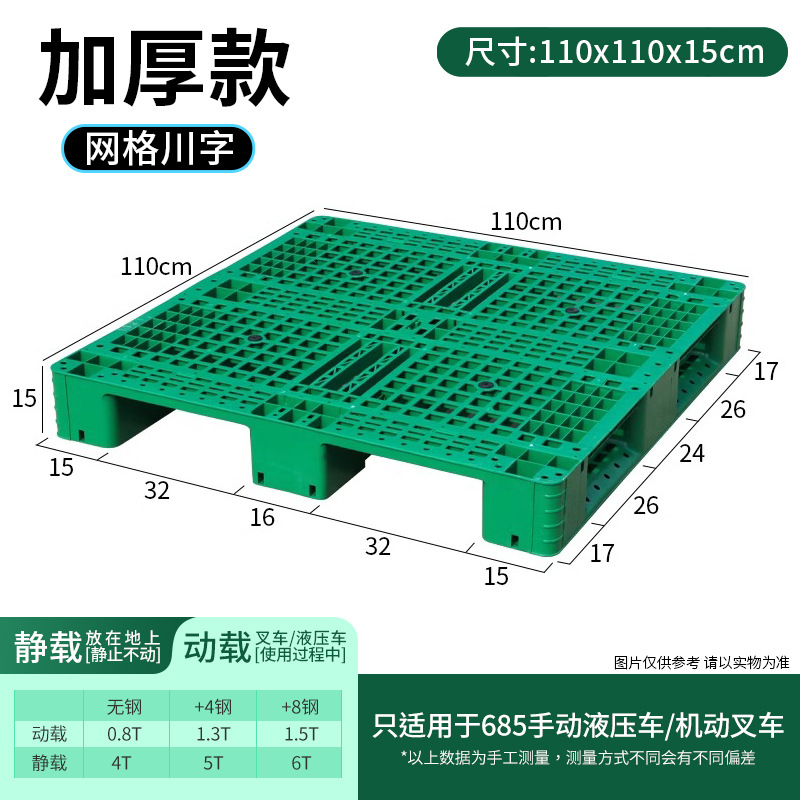 加厚款
网格川字
尺寸:110x110x15cm
110cm
110cm
15
15
32
16
32
15
17
26
24
26
17
静载 放在地上
[静止不动]
动载 叉车/液压车
[使用过程中]
图片仅供参考 请以实物为准
无钢 +4钢 +8钢
动载 0.8T 1.3T 1.5T
静载 4T 5T 6T
只适用于685手动液压车/机动叉车
*以上数据为手工测量，测量方式不同会有不同偏差